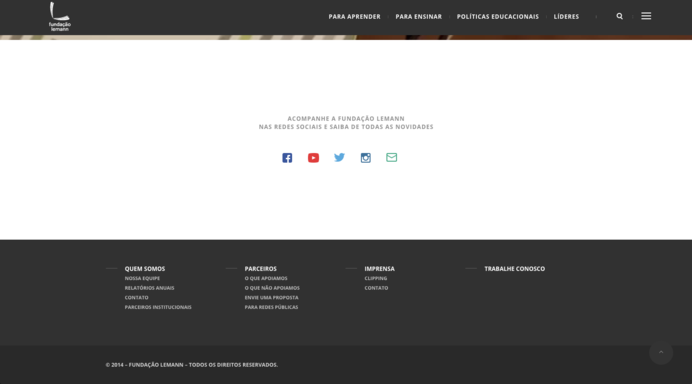 fundação
lemann
PARA APRENDER
PARA ENSINAR
POLÍTICAS EDUCACIONAIS
LÍDERES
ACOMPANHE A FUNDAÇÃO LEMANN
NAS REDES SOCIAIS E SAIBA DE TODAS AS NOVIDADES
QUEM SOMOS
NOSSA EQUIPE
RELATÓRIOS ANUAIS
CONTATO
PARCEIROS INSTITUCIONAIS
PARCEIROS
O QUE APOIAMOS
O QUE NÃO APOIAMOS
ENVIE UMA PROPOSTA
PARA REDES PÚBLICAS
IMPRENSA
CLIPPING
CONTATO
TRABALHE CONOSCO
© 2014 – FUNDAÇÃO LEMANN – TODOS OS DIREITOS RESERVADOS.